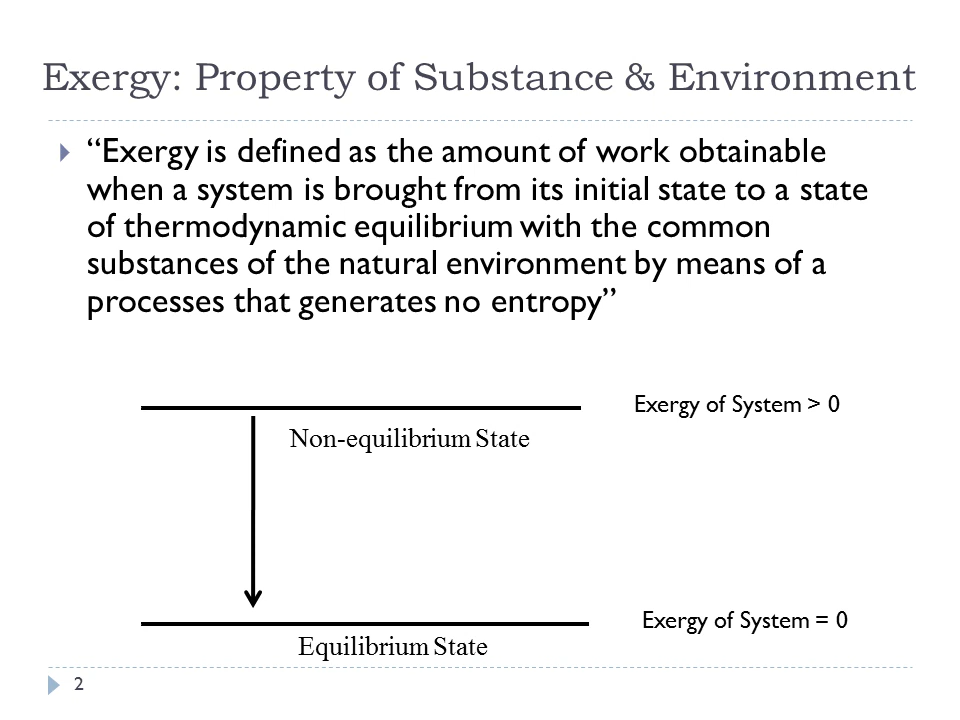 Exergy: Property of Substance & Environment
“Exergy is defined as the amount of work obtainable
when a system is brought from its initial state to a state
of thermodynamic equilibrium with the common
substances of the natural environment by means of a
processes that generates no entropy”
Exergy of System > 0
Non-equilibrium State
Exergy of System = 0
Equilibrium State
2